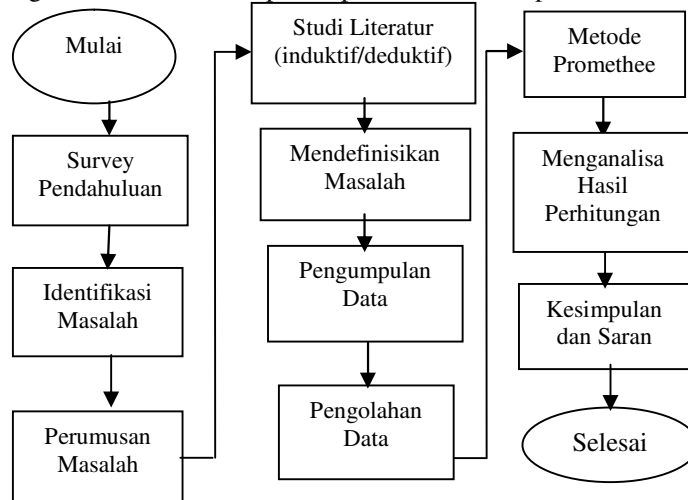 Mulai
Survey
Pendahuluan
Identifikasi
Masalah
Perumusan
Masalah
Studi Literatur
(induktif/deduktif)
Mendefinisikan
Masalah
Pengumpulan
Data
Pengolahan
Data
Metode
Promethee
Menganalisa
Hasil
Perhitungan
Kesimpulan
dan Saran
Selesai